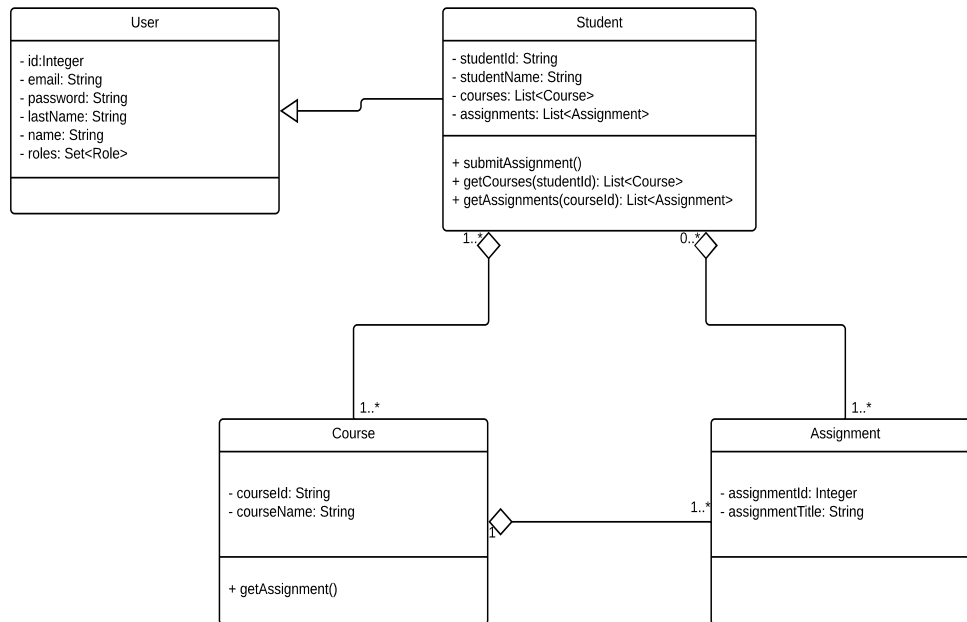 User
- id:Integer
- email: String
- password: String
- lastName: String
- name: String
- roles: Set<Role>
Student
- studentId: String
- studentName: String
- courses: List<Course>
- assignments: List<Assignment>
+ submitAssignment()
+ getCourses(studentId): List<Course>
+ getAssignments(courseId): List<Assignment>
1..*
0..*
1..*
1..*
Course
- courseId: String
- courseName: String
+ getAssignment()
1
1..*
Assignment
- assignmentId: Integer
- assignmentTitle: String